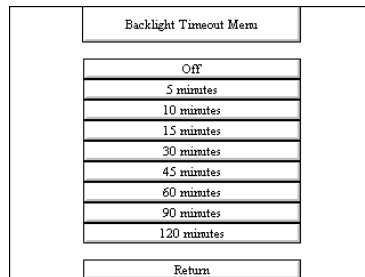 Backlight Timeout Menu
Off
5 minutes
10 minutes
15 minutes
30 minutes
45 minutes
60 minutes
90 minutes
120 minutes
Return